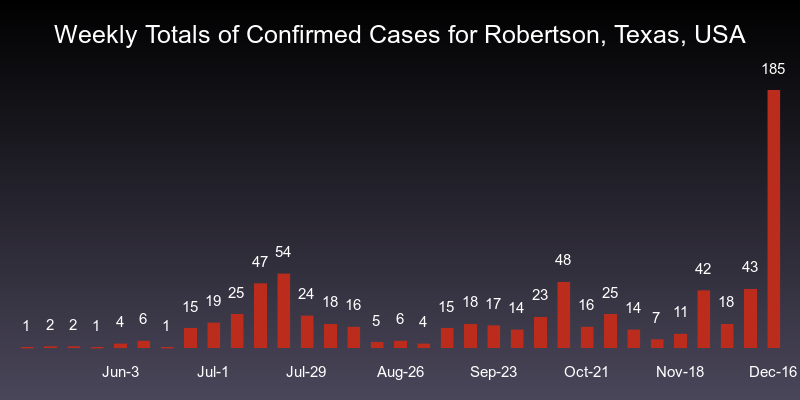 Weekly Totals of Confirmed Cases for Robertson, Texas, USA
1 2 2 1 4 6 1 15 19 25 47 54 24 18 16 5 6 4 15 18 17 14 23 48 16 25 14 7 11 42 18 43 185
Jun-3 Jul-1 Jul-29 Aug-26 Sep-23 Oct-21 Nov-18 Dec-16